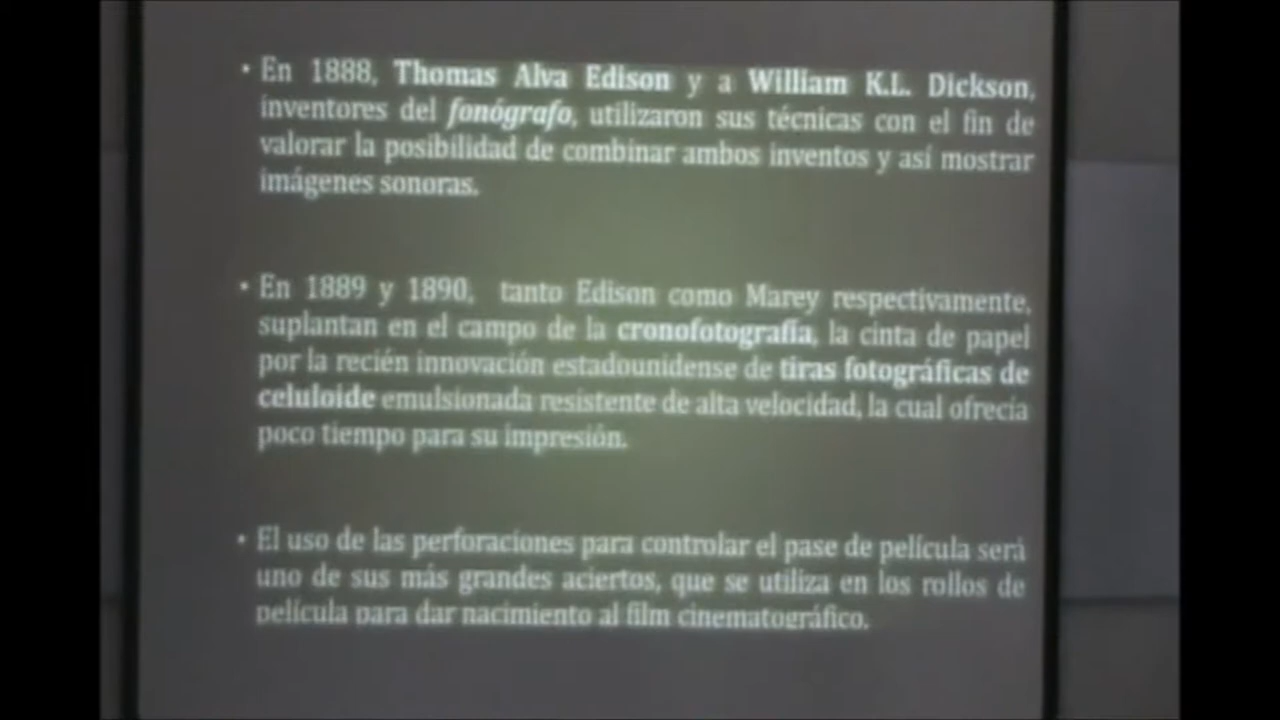 • En 1888, Thomas Alva Edison y a William K.L. Dickson,
inventores del fonógrafo, utilizaron sus técnicas con el fin de
valorar la posibilidad de combinar ambos inventos y así mostrar
imágenes sonoras.
• En 1889 y 1890, tanto Edison como Marey respectivamente,
suplantan en el campo de la cronofotografía, la cinta de papel
por la recién innovación estadounidense de tiras fotográficas de
celuloide emulsionada resistente de alta velocidad, la cual ofrecía
poco tiempo para su impresión.
• El uso de las perforaciones para controlar el pase de película será
uno de sus más grandes aciertos, que se utiliza en los rollos de
película para dar nacimiento al film cinematográfico.